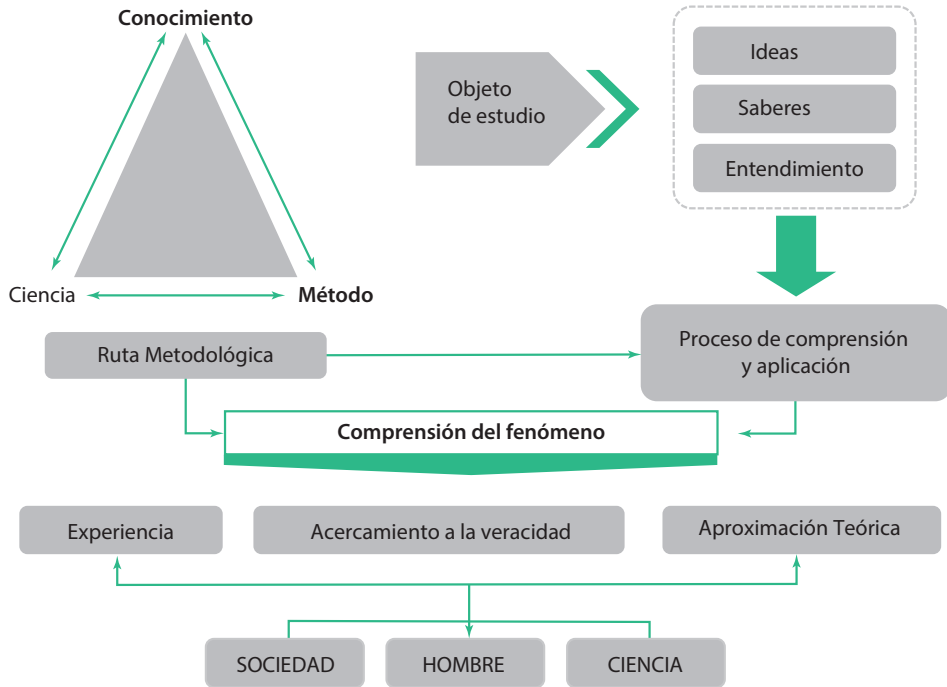 Conocimiento
Ciencia
Método
Objeto
de estudio
Ideas
Saberes
Entendimiento
Ruta Metodológica
Proceso de comprensión
y aplicación
Comprensión del fenómeno
Experiencia
Acercamiento a la veracidad
Aproximación Teórica
SOCIEDAD
HOMBRE
CIENCIA